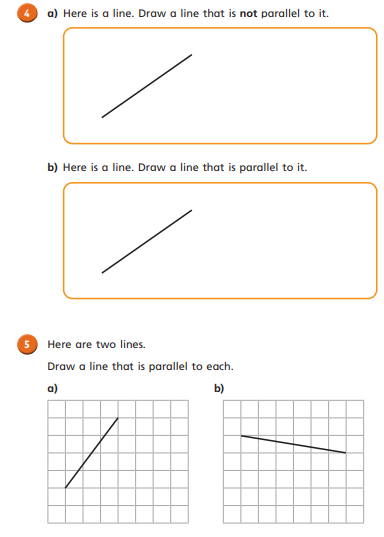 4 a) Here is a line. Draw a line that is not parallel to it.
b) Here is a line. Draw a line that is parallel to it.
5 Here are two lines.
Draw a line that is parallel to each.
a) b)